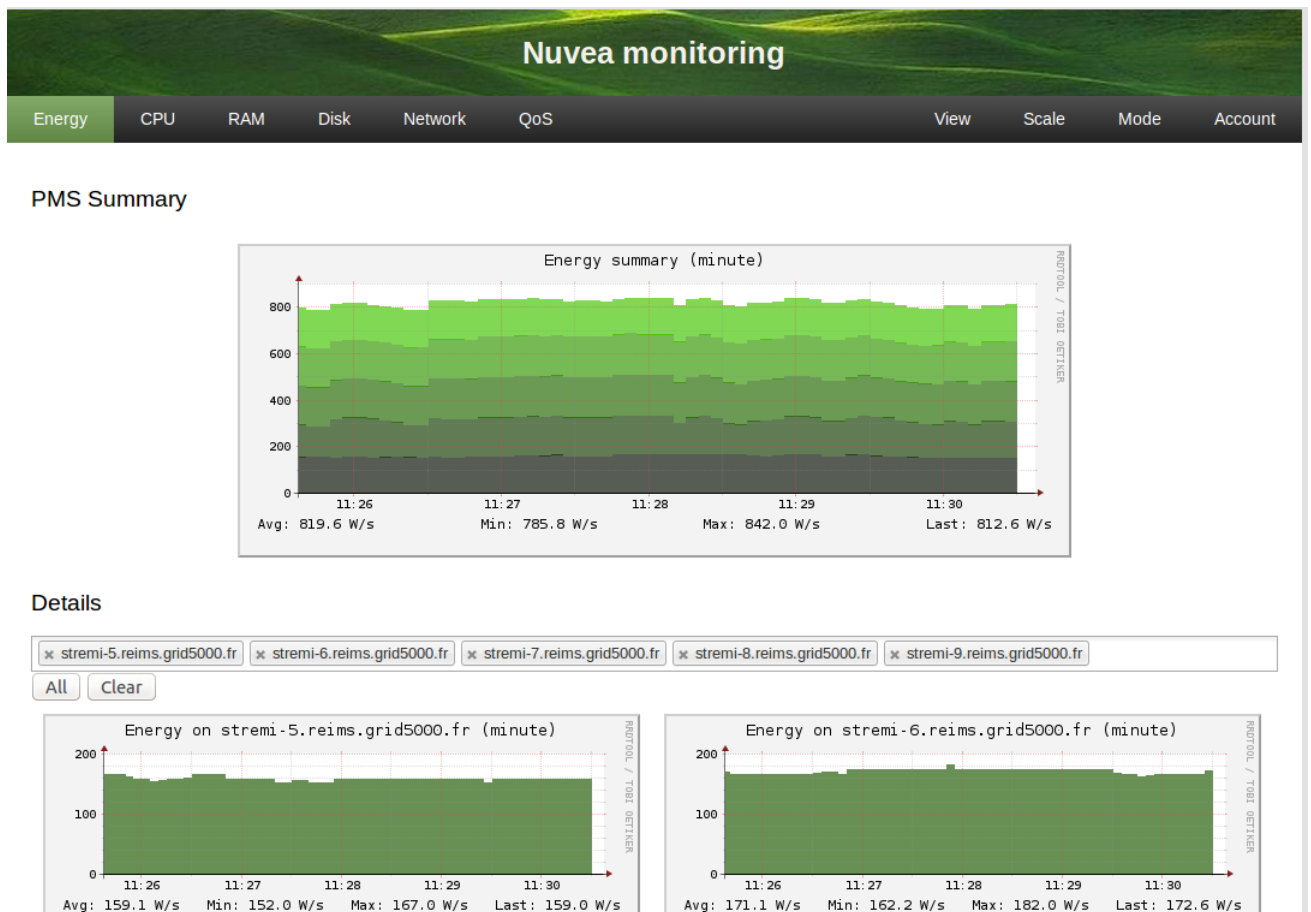 Nuvea monitoring
Energy CPU RAM Disk Network QoS View Scale Mode Account
PMS Summary
Energy summary (minute)
RRDTOOL / TOBI OETIKER
800
600
400
200
0
11:26 11:27 11:28 11:29 11:30
Avg: 819.6 W/s Min: 785.8 W/s Max: 842.0 W/s Last: 812.6 W/s
Details
× stremi-5.reims.grid5000.fr × stremi-6.reims.grid5000.fr × stremi-7.reims.grid5000.fr × stremi-8.reims.grid5000.fr × stremi-9.reims.grid5000.fr
All Clear
Energy on stremi-5.reims.grid5000.fr (minute)
RRDTOOL / TOBI OETIKER
200
100
0
11:26 11:27 11:28 11:29 11:30
Avg: 159.1 W/s Min: 152.0 W/s Max: 167.0 W/s Last: 159.0 W/s
Energy on stremi-6.reims.grid5000.fr (minute)
RRDTOOL / TOBI OETIKER
200
100
0
11:26 11:27 11:28 11:29 11:30
Avg: 171.1 W/s Min: 162.2 W/s Max: 182.0 W/s Last: 172.6 W/s